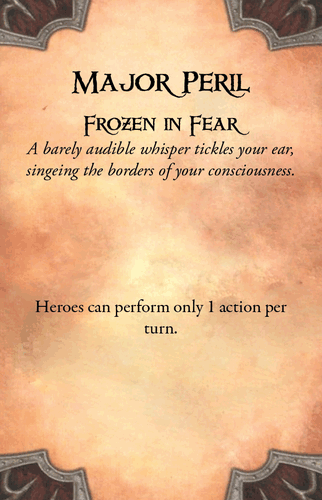 Major Peril
Frozen in Fear
A barely audible whisper tickles your ear,
singeing the borders of your consciousness.
Heroes can perform only 1 action per
turn.